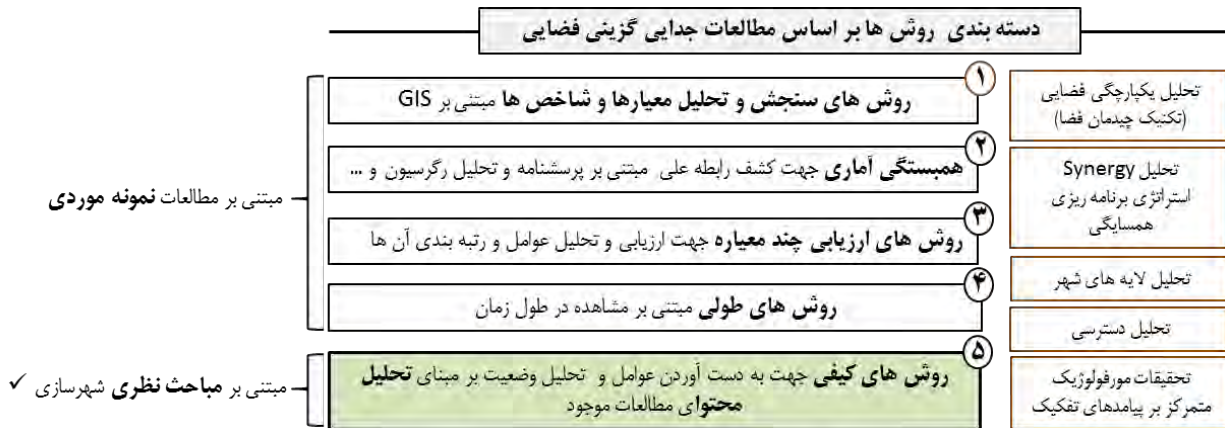 دسته بندی روش ها بر اساس مطالعات جدایی گزینی فضایی
تحلیل یکپارچگی فضایی
(تکنیک چیدمان فضا)
تحلیل Synergy
استراتژی برنامه ریزی
همسایگی
تحلیل لایه های شهر
تحلیل دسترسی
تحقیقات مورفولوژیک
متمرکز بر پیامدهای تفکیک
۱
روش های سنجش و تحلیل معیارها و شاخص ها مبتنی بر GIS
۲
همبستگی آماری جهت کشف رابطه علی مبتنی بر پرسشنامه و تحلیل رگرسیون و ...
۳
روش های ارزیابی چند معیاره جهت ارزیابی و تحلیل عوامل و رتبه بندی آن ها
۴
روش های طولی مبتنی بر مشاهده در طول زمان
۵
روش های کیفی جهت به دست آوردن عوامل و تحلیل وضعیت بر مبنای تحلیل
محتوای مطالعات موجود
مبتنی بر مطالعات نمونه موردی
مبتنی بر مباحث نظری شهرسازی ✓